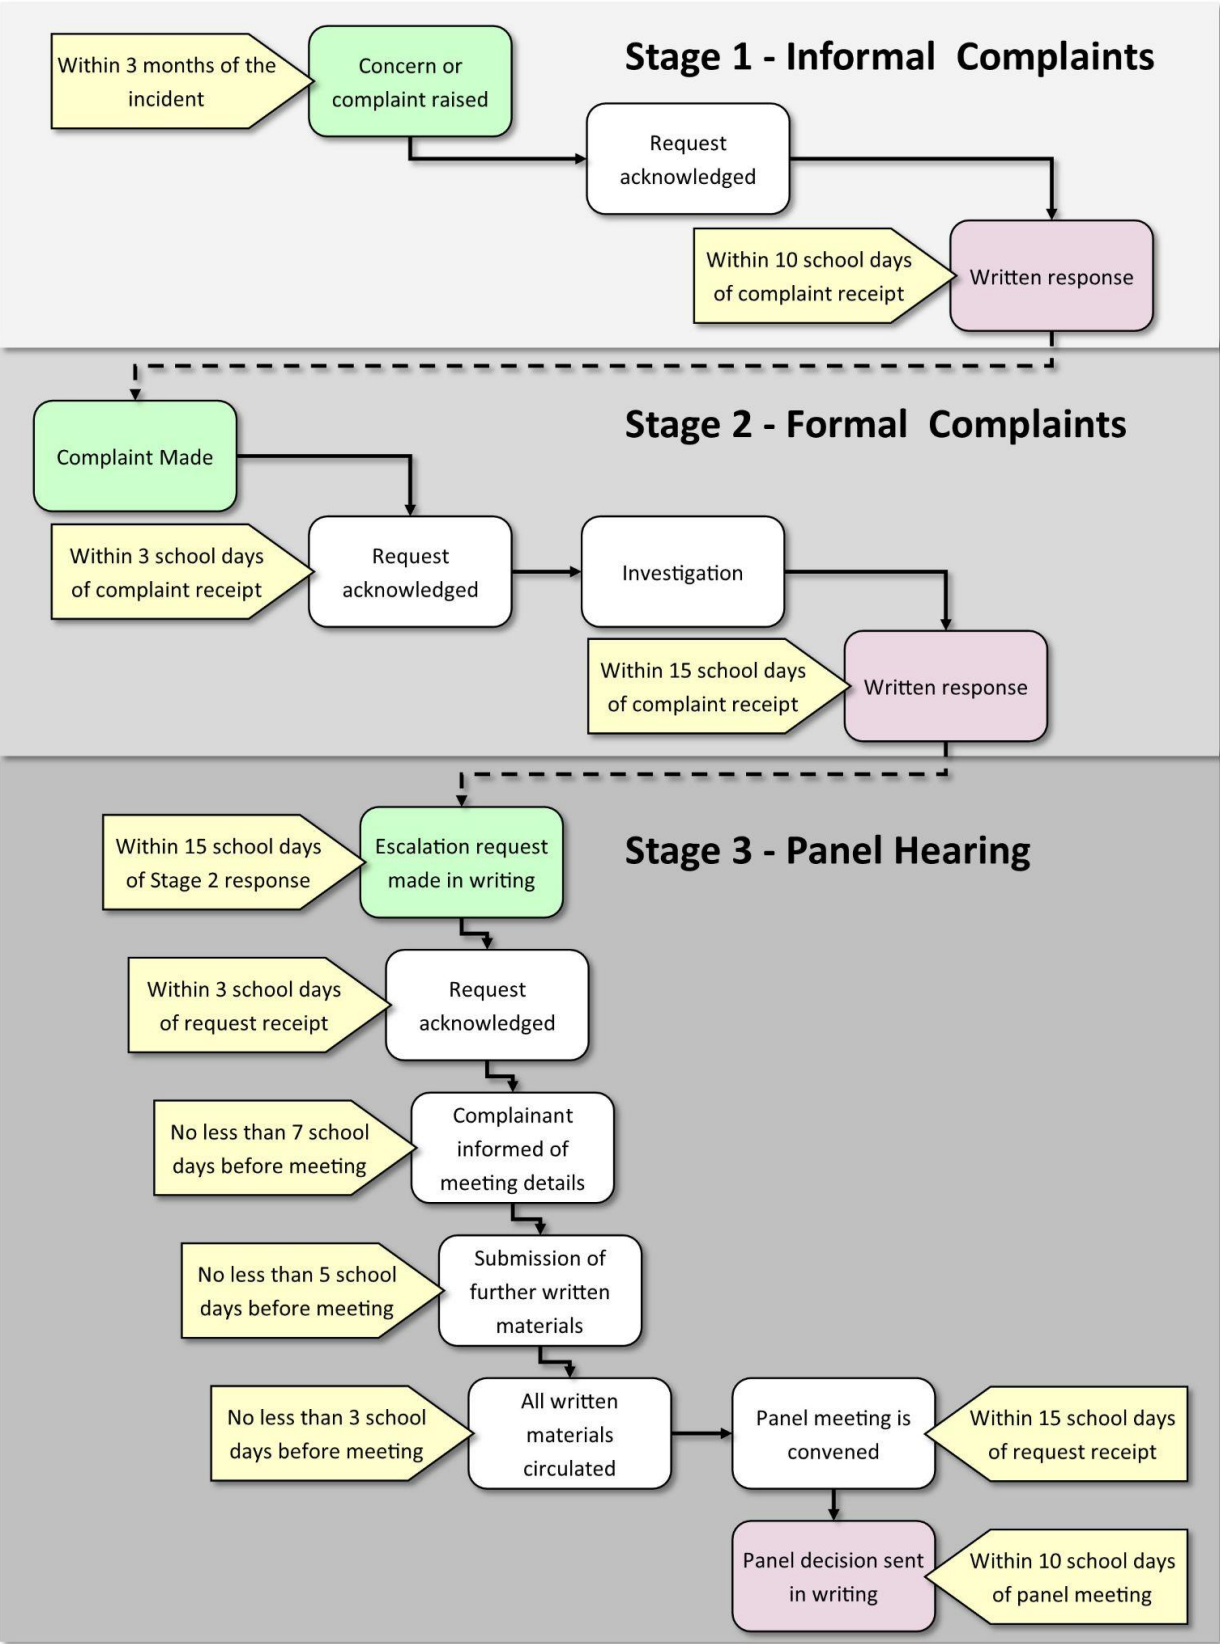 Stage 1 - Informal  Complaints
Within 3 months of the
incident
Concern or
complaint raised
Request
acknowledged
Within 10 school days
of complaint receipt
Written response
Stage 2 - Formal  Complaints
Complaint Made
Within 3 school days
of complaint receipt
Request
acknowledged
Investigation
Within 15 school days
of complaint receipt
Written response
Stage 3 - Panel Hearing
Within 15 school days
of Stage 2 response
Escalation request
made in writing
Within 3 school days
of request receipt
Request
acknowledged
No less than 7 school
days before meeting
Complainant
informed of
meeting details
No less than 5 school
days before meeting
Submission of
further written
materials
No less than 3 school
days before meeting
All written
materials
circulated
Panel meeting is
convened
Within 15 school days
of request receipt
Panel decision sent
in writing
Within 10 school days
of panel meeting